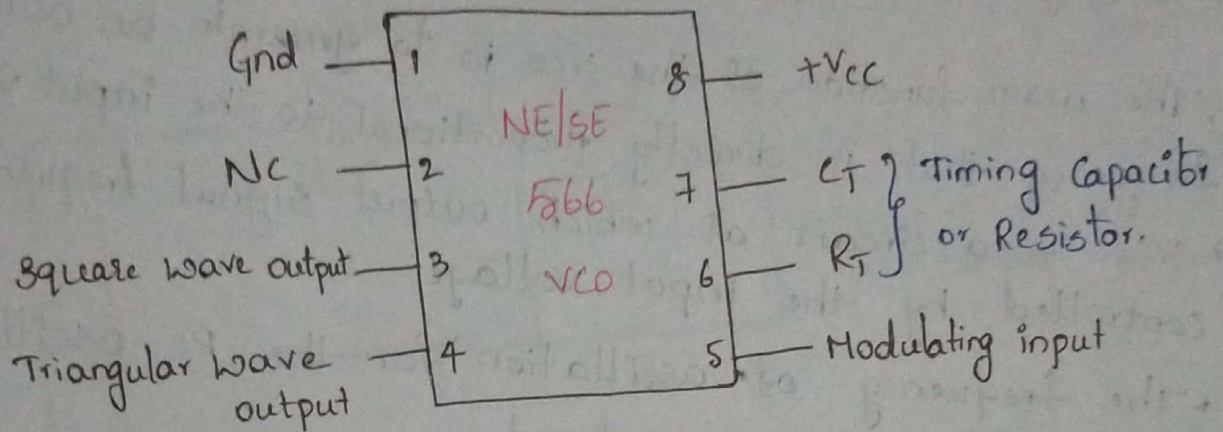 Gnd 1 8 +Vcc
NE/SE
NC 2 7 CT } Timing Capacitor
566
RT } or Resistor.
Square wave output 3 VCO 6
Triangular wave 4 5 Modulating input
output